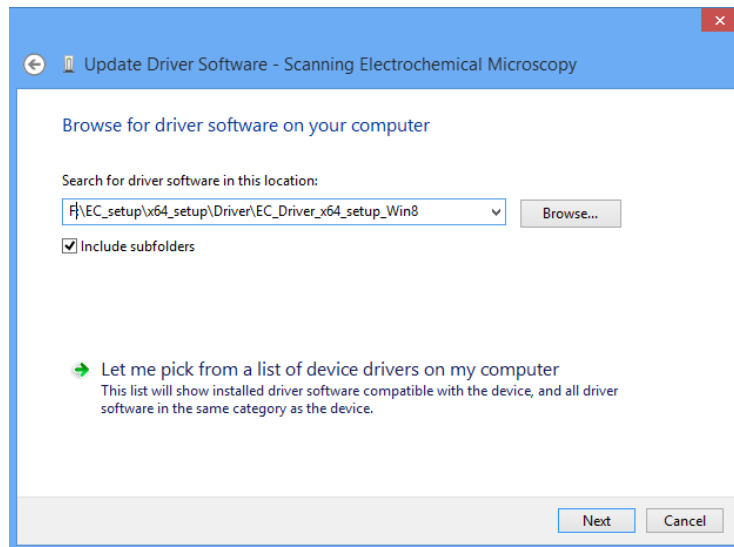 Update Driver Software - Scanning Electrochemical Microscopy
Browse for driver software on your computer
Search for driver software in this location:
F:\EC_setup\x64_setup\Driver\EC_Driver_x64_setup_Win8
Browse...
Include subfolders
Let me pick from a list of device drivers on my computer
This list will show installed driver software compatible with the device, and all driver
software in the same category as the device.
Next
Cancel